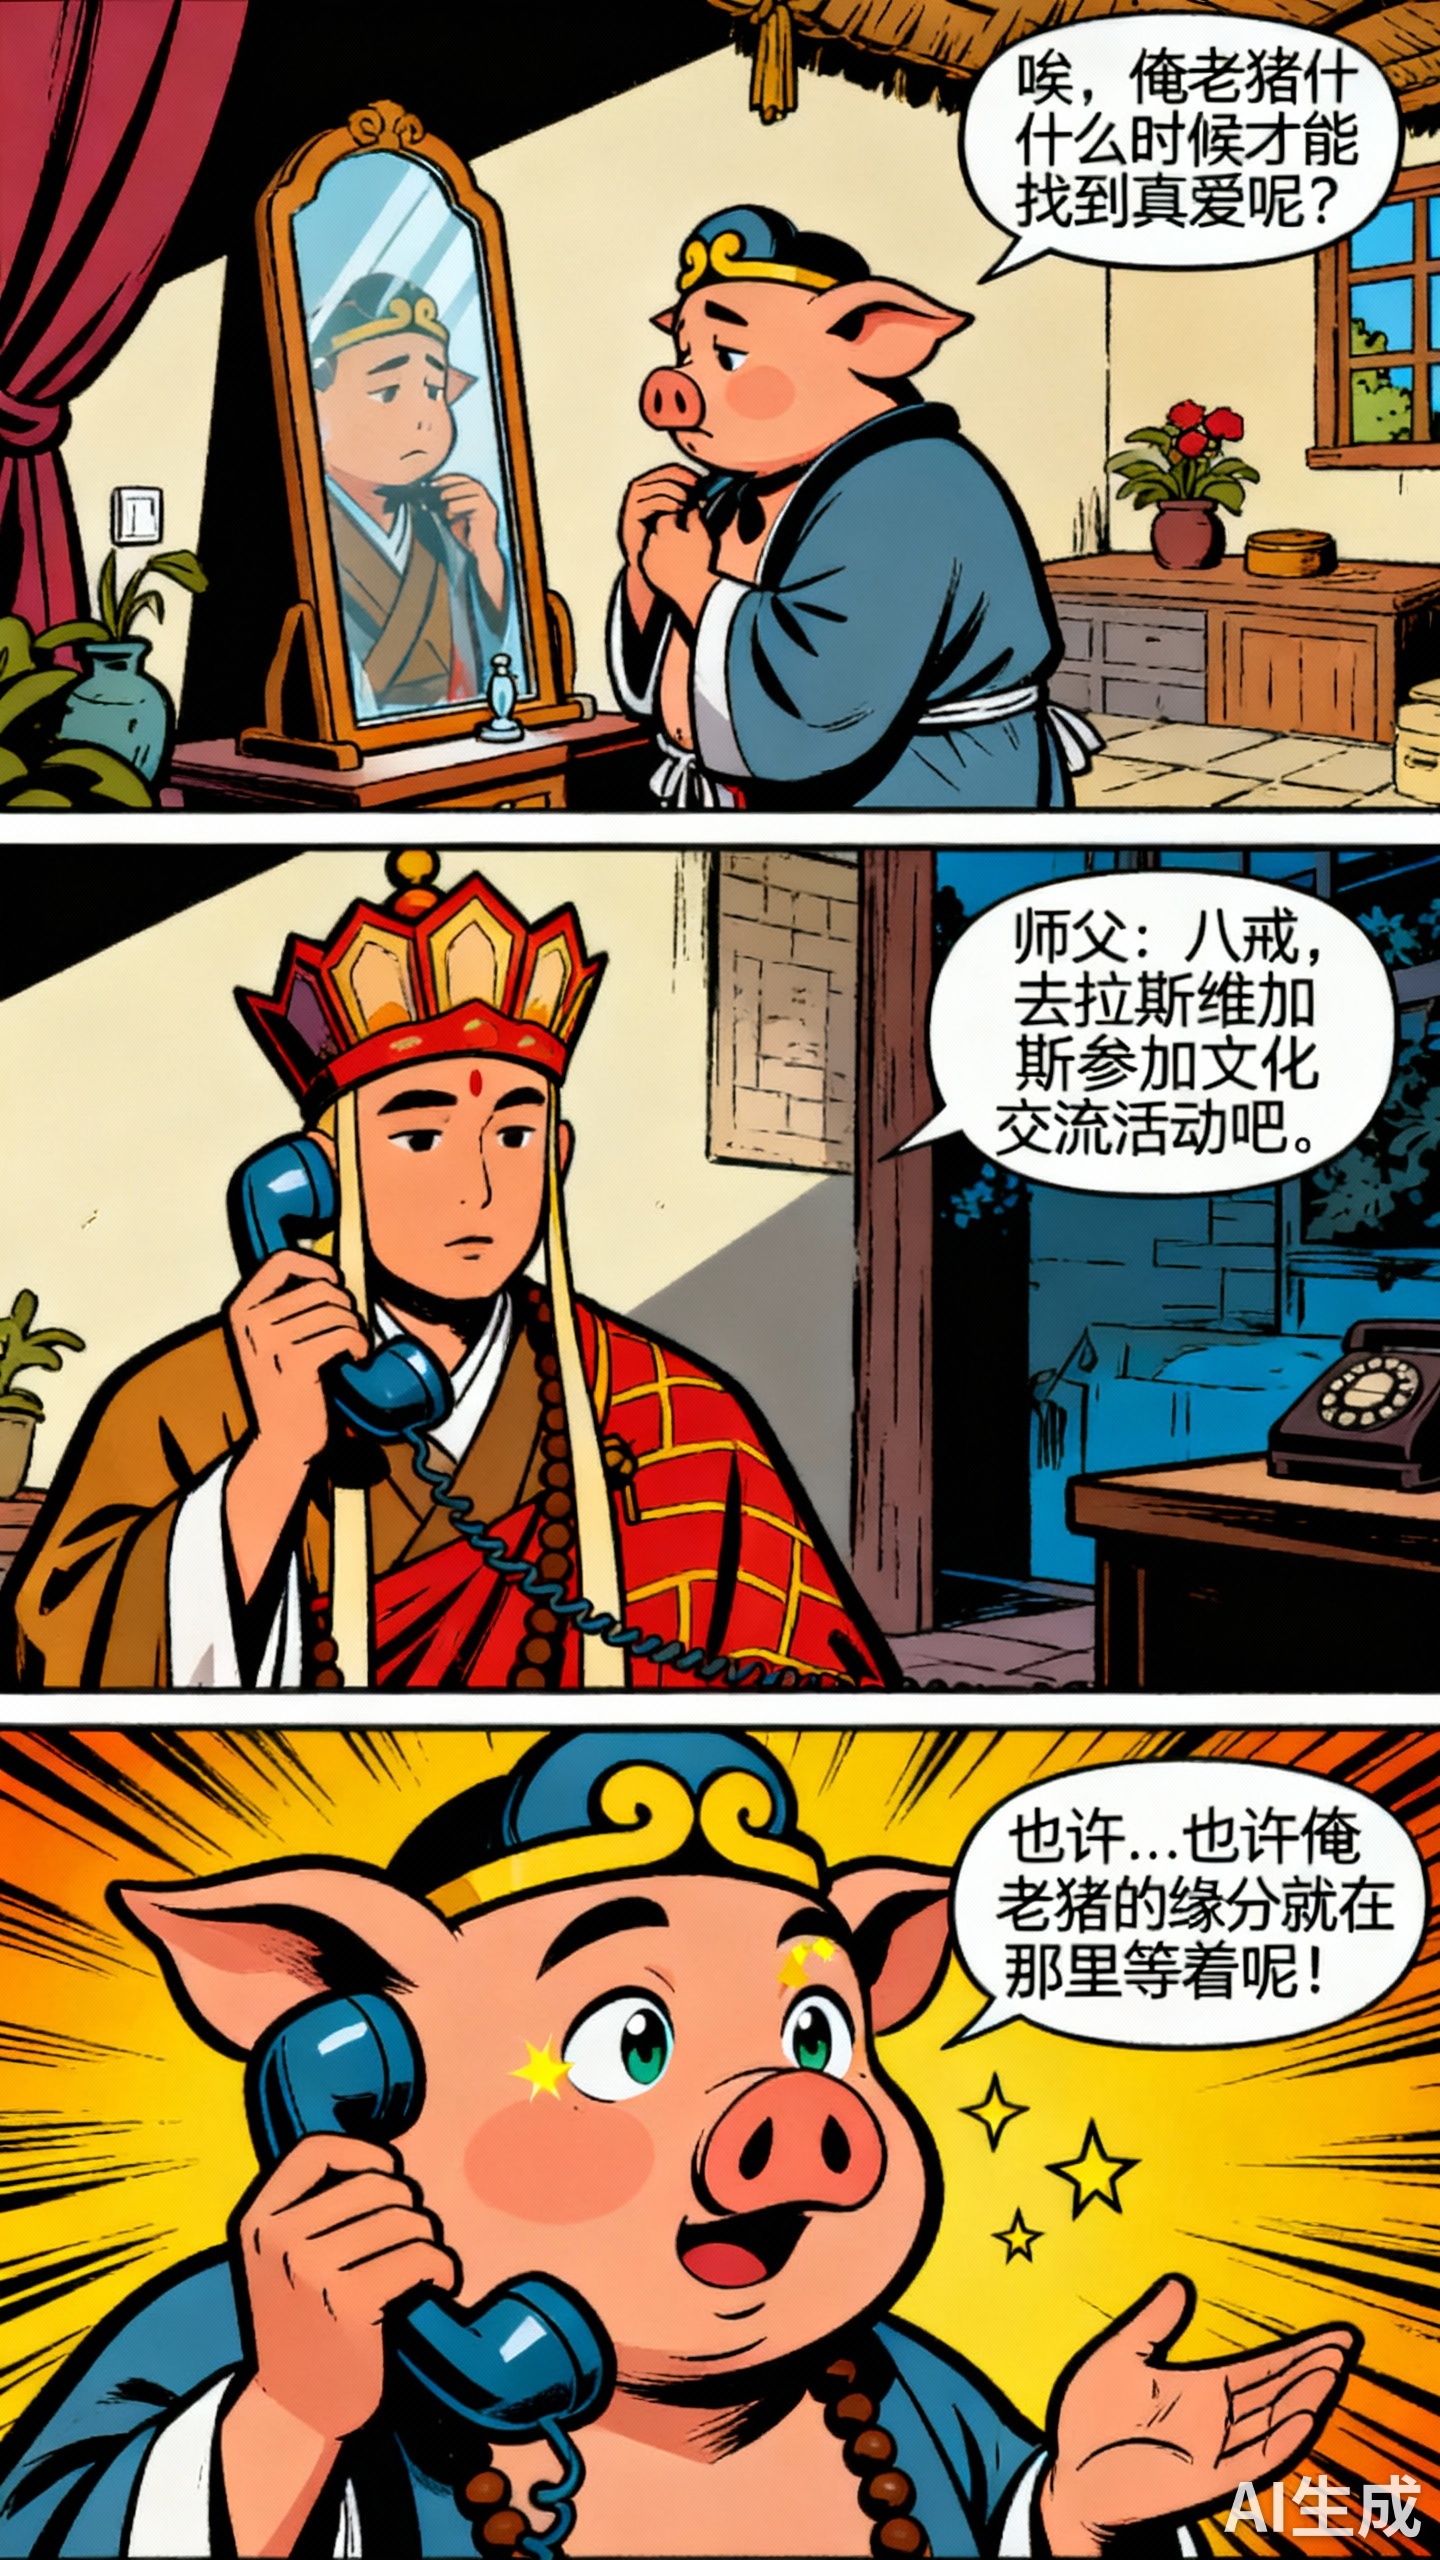 唉，俺老猪什
什么时候才能
找到真爱呢？
师父：八戒，
去拉斯维加
斯参加文化
交流活动吧。
也许...也许俺
老猪的缘分就在
那里等着呢！
AI生成